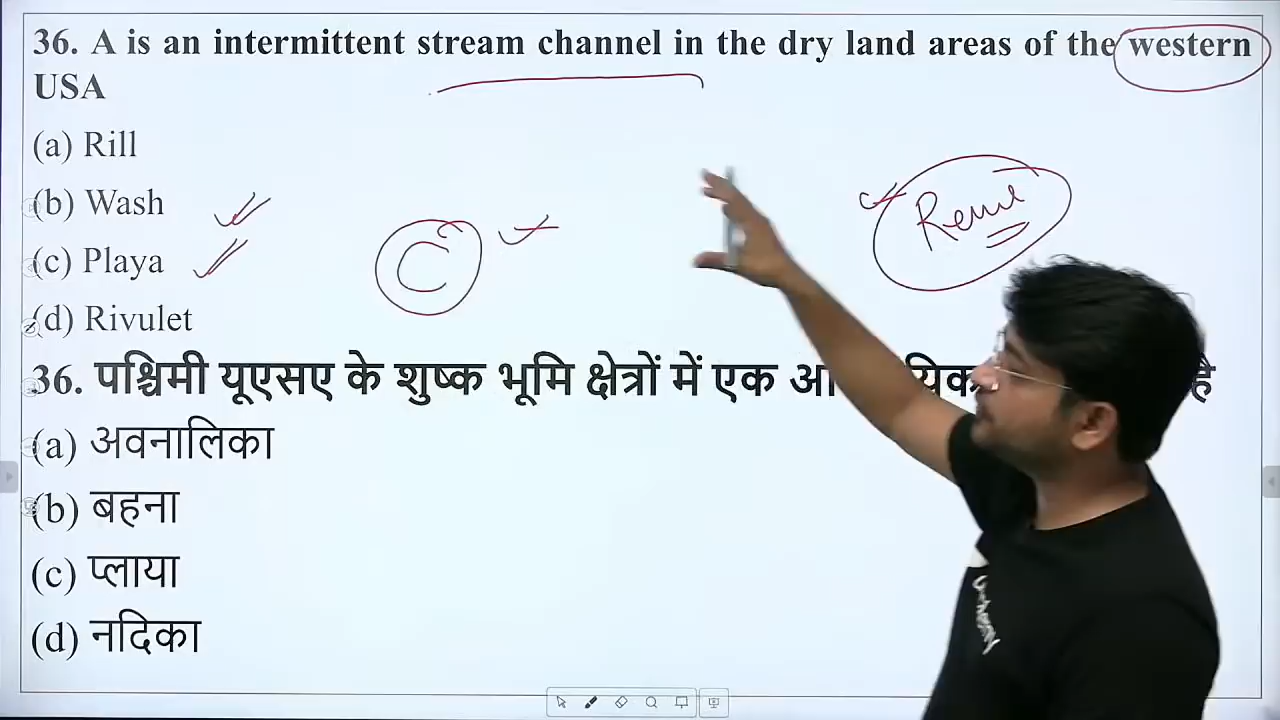 36. A is an intermittent stream channel in the dry land areas of the western
USA
(a) Rill
(b) Wash
(c) Playa
(d) Rivulet
C
36. पश्चिमी यूएसए के शुष्क भूमि क्षेत्रों में एक है
(a) अवनालिका
(b) बहना
(c) प्लाया
(d) नदिका